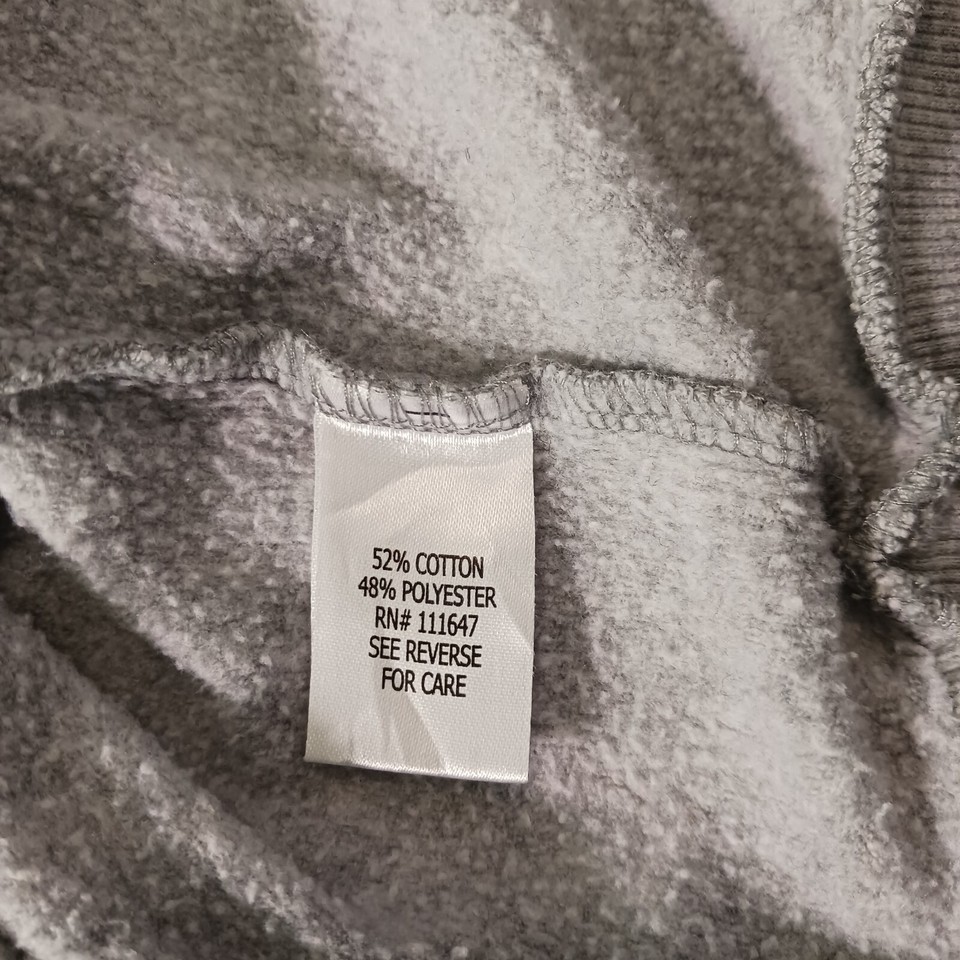 52% COTTON
48% POLYESTER
RN# 111647
SEE REVERSE
FOR CARE